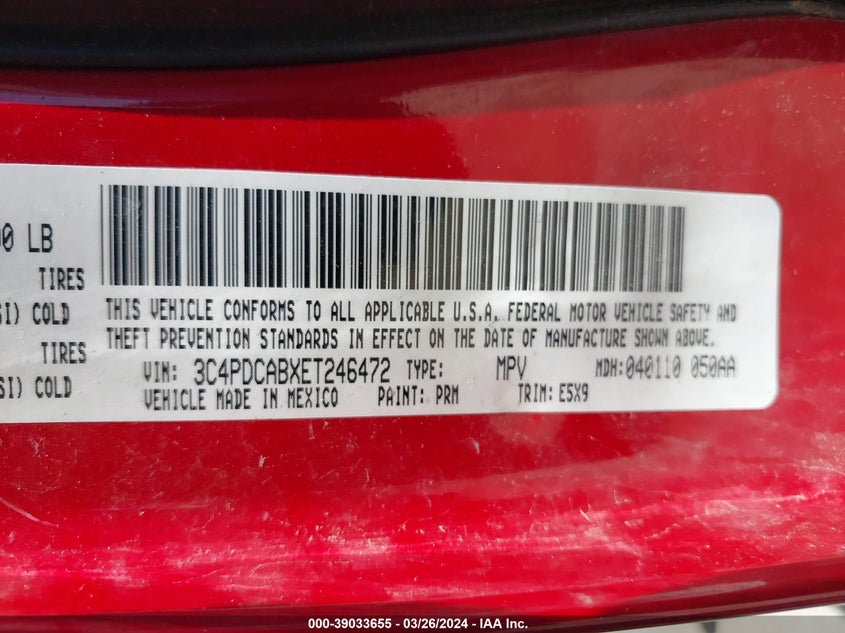 00 LB
TIRES
SI) COLD
TIRES
SI) COLD
THIS VEHICLE CONFORMS TO ALL APPLICABLE U.S.A. FEDERAL MOTOR VEHICLE SAFETY AND
THEFT PREVENTION STANDARDS IN EFFECT ON THE DATE OF MANUFACTURE SHOWN ABOVE.
VIN: 3C4PDCABXET246472 TYPE: MPV MDH:040110 050AA
VEHICLE MADE IN MEXICO PAINT: PRM TRIM: E5X9
000-39033655 - 03/26/2024 - IAA Inc.